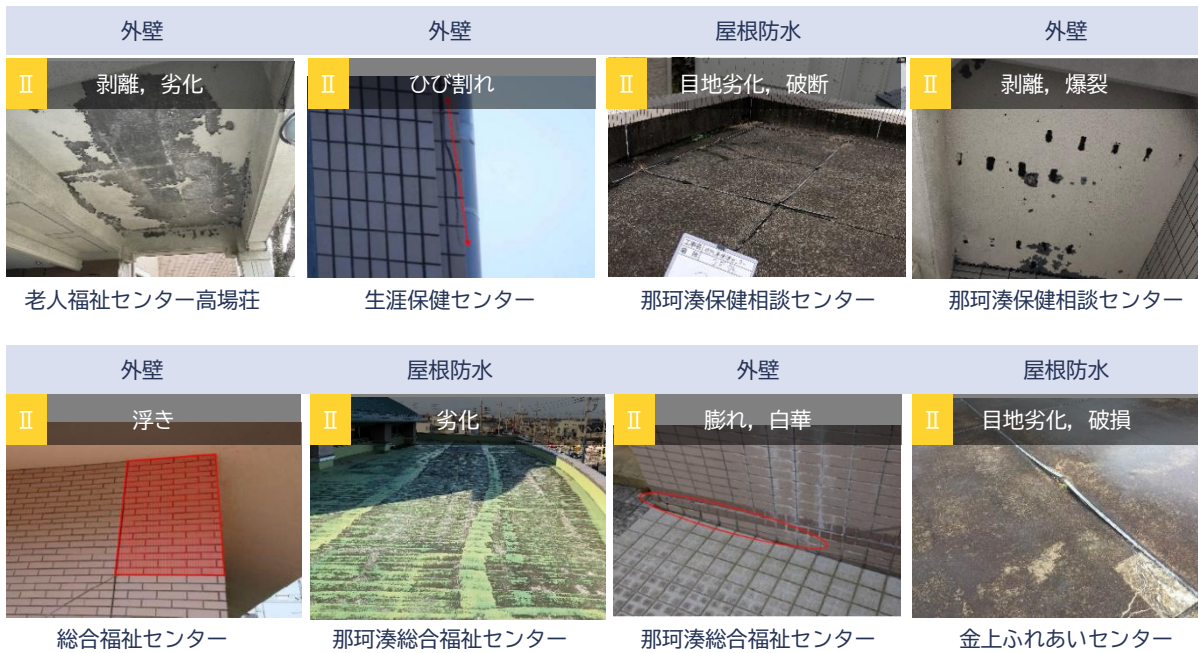 外壁
外壁
屋根防水
外壁
Ⅱ 剥離，劣化
Ⅱ ひび割れ
Ⅱ 目地劣化，破断
Ⅱ 剥離，爆裂
老人福祉センター高場荘
生涯保健センター
那珂湊保健相談センター
那珂湊保健相談センター
外壁
屋根防水
外壁
屋根防水
Ⅱ 浮き
Ⅱ 劣化
Ⅱ 膨れ，白華
Ⅱ 目地劣化，破損
総合福祉センター
那珂湊総合福祉センター
那珂湊総合福祉センター
金上ふれあいセンター